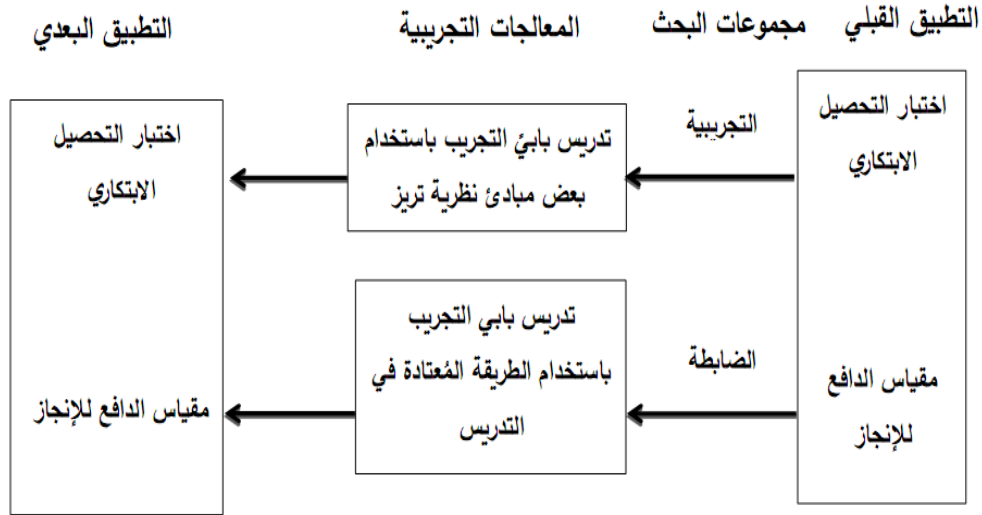 التطبيق القبلي
مجموعات البحث
المعالجات التجريبية
التطبيق البعدي
اختبار التحصيل
الابتكاري
مقياس الدافع
للإنجاز
التجريبية
الضابطة
تدريس بابيّ التجريب باستخدام
بعض مبادئ نظرية تريز
تدريس بابي التجريب
باستخدام الطريقة المُعتادة في
التدريس
اختبار التحصيل
الابتكاري
مقياس الدافع للإنجاز